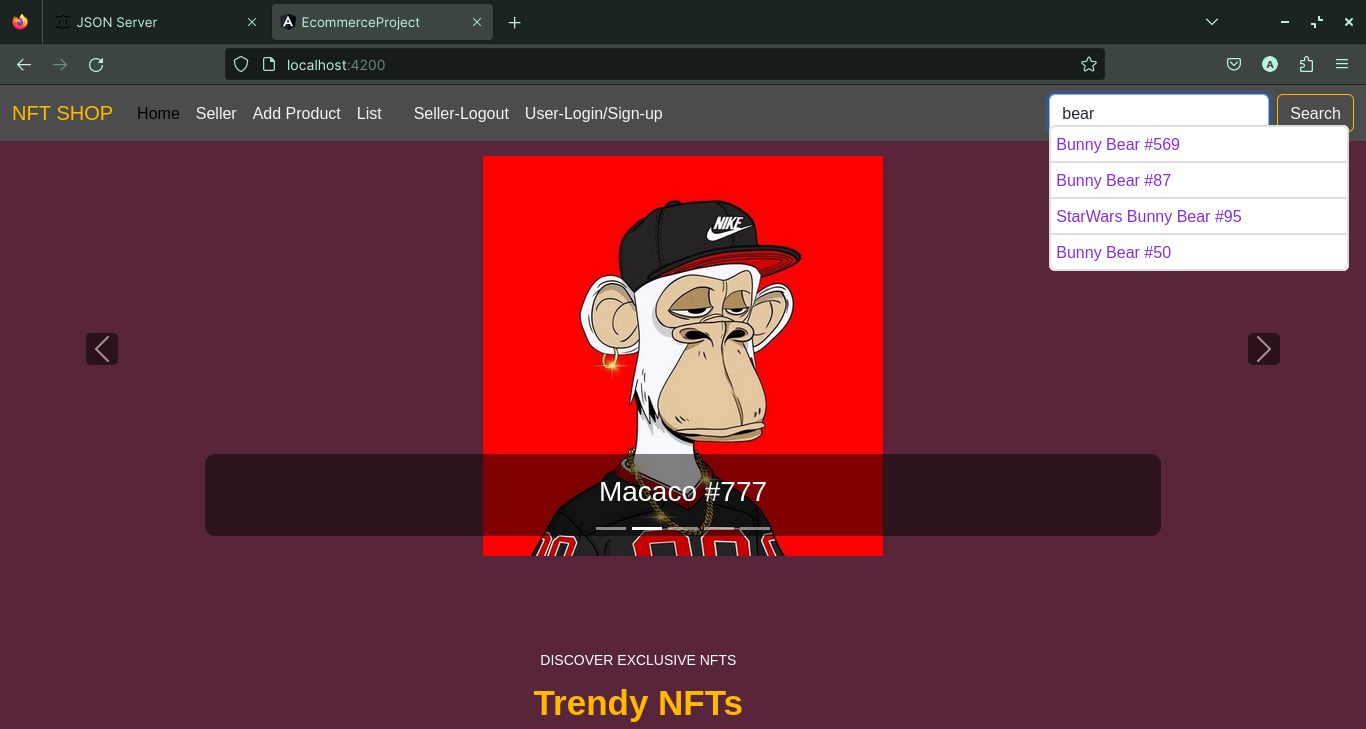 JSON Server
EcommerceProject
localhost:4200
A
NFT SHOP Home Seller Add Product List Seller-Logout User-Login/Sign-up bear Search
Bunny Bear #569
Bunny Bear #87
StarWars Bunny Bear #95
Bunny Bear #50
NIKE
Macaco #777
DISCOVER EXCLUSIVE NFTS
Trendy NFTs